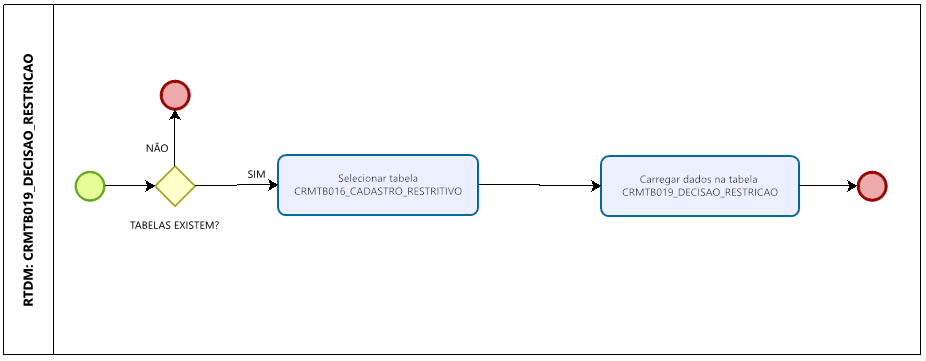 RTDM: CRMTB019_DECISAO_RESTRICAO
NÃO
SIM
TABELAS EXISTEM?
Selecionar tabela
CRMTB016_CADASTRO_RESTRITIVO
Carregar dados na tabela
CRMTB019_DECISAO_RESTRICAO